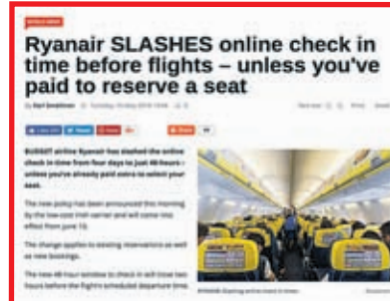 Ryanair SLASHES online check in
time before flights – unless you've
paid to reserve a seat
BUDGET airline Ryanair has slashed the online
check in time from four days to just 48-hours –
unless you've already paid extra to select your
seat.
The new policy has been announced this morning
by the low-cost Irish carrier and will come into
effect from June 13.
The change applies to existing reservations as well
as new bookings.
The new 48 hour window to check in will close two
hours before the flight's scheduled departure time.